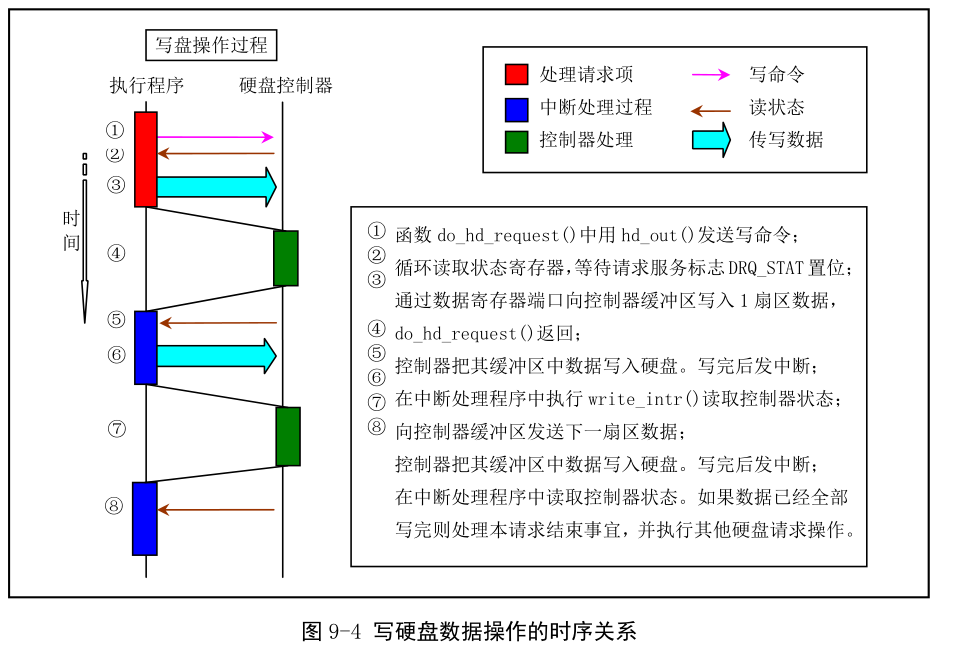 写盘操作过程
执行程序
硬盘控制器
①
②
③
④
⑤
⑥
⑦
⑧
时
间
处理请求项
写命令
中断处理过程
读状态
控制器处理
传写数据
①
②
③
④
⑤
⑥
⑦
⑧
函数 do_hd_request()中用 hd_out()发送写命令；
循环读取状态寄存器，等待请求服务标志 DRQ_STAT 置位；
通过数据寄存器端口向控制器缓冲区写入 1 扇区数据，
do_hd_request()返回；
控制器把其缓冲区中数据写入硬盘。写完后发中断；
在中断处理程序中执行 write_intr()读取控制器状态；
向控制器缓冲区发送下一扇区数据；
控制器把其缓冲区中数据写入硬盘。写完后发中断；
在中断处理程序中读取控制器状态。如果数据已经全部
写完则处理本请求结束事宜，并执行其他硬盘请求操作。
图 9-4 写硬盘数据操作的时序关系